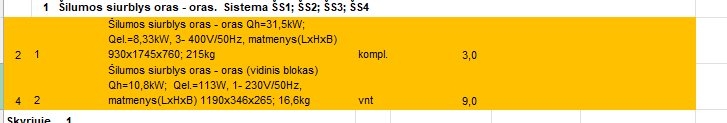 1 Šilumos siurblys oras - oras. Sistema ŠS1; ŠS2; ŠS3; ŠS4
Šilumos siurblys oras - oras Qh=31,5kW;
Qel.=8,33kW, 3- 400V/50Hz, matmenys(LxHxB)
2 1 930x1745x760; 215kg kompl. 3,0
Šilumos siurblys oras - oras (vidinis blokas)
Qh=10,8kW; Qel.=113W, 1- 230V/50Hz,
4 2 matmenys(LxHxB) 1190x346x265; 16,6kg vnt 9,0
Skyriuje 1